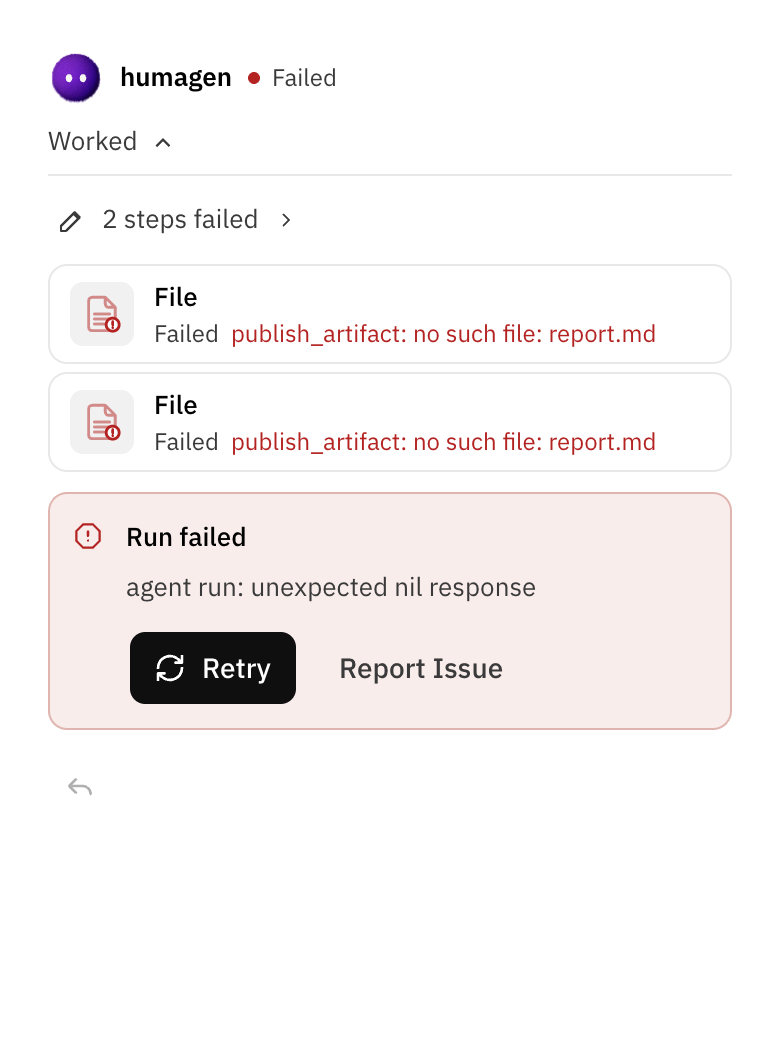 humagen Failed
Worked
2 steps failed
File
Failed publish_artifact: no such file: report.md
File
Failed publish_artifact: no such file: report.md
Run failed
agent run: unexpected nil response
Retry Report Issue